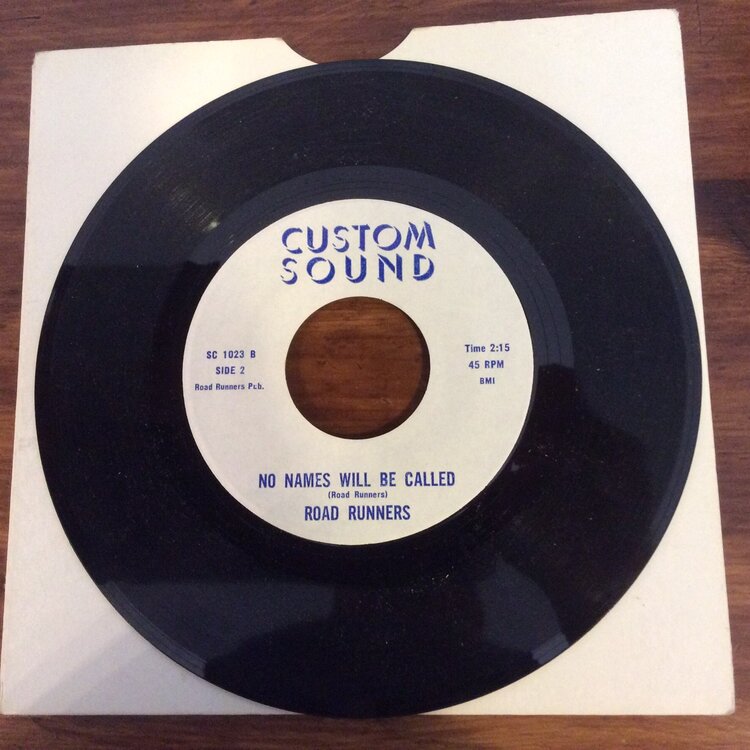 CUSTOM
SOUND
SC 1023 B
SIDE 2
Road Runners Pub.
Time 2:15
45 RPM
BMI
NO NAMES WILL BE CALLED
(Road Runners)
ROAD RUNNERS